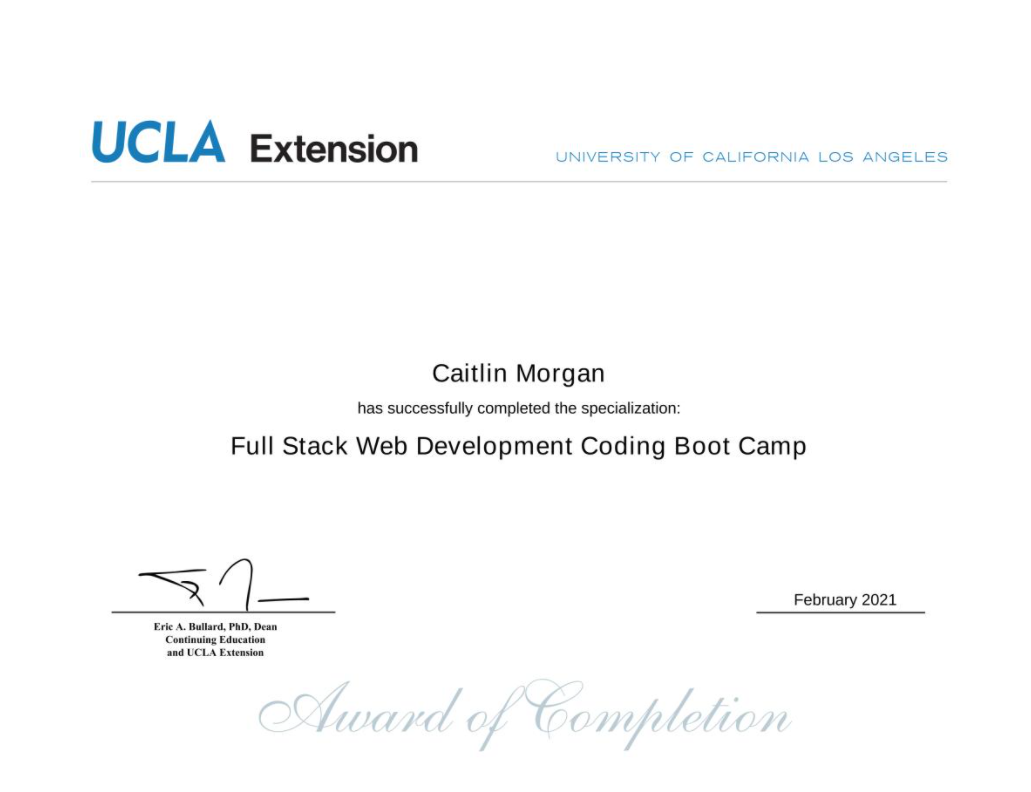 UCLA Extension
UNIVERSITY OF CALIFORNIA LOS ANGELES
Caitlin Morgan
has successfully completed the specialization:
Full Stack Web Development Coding Boot Camp
February 2021
Eric A. Bullard, PhD, Dean
Continuing Education
and UCLA Extension
Award of Completion